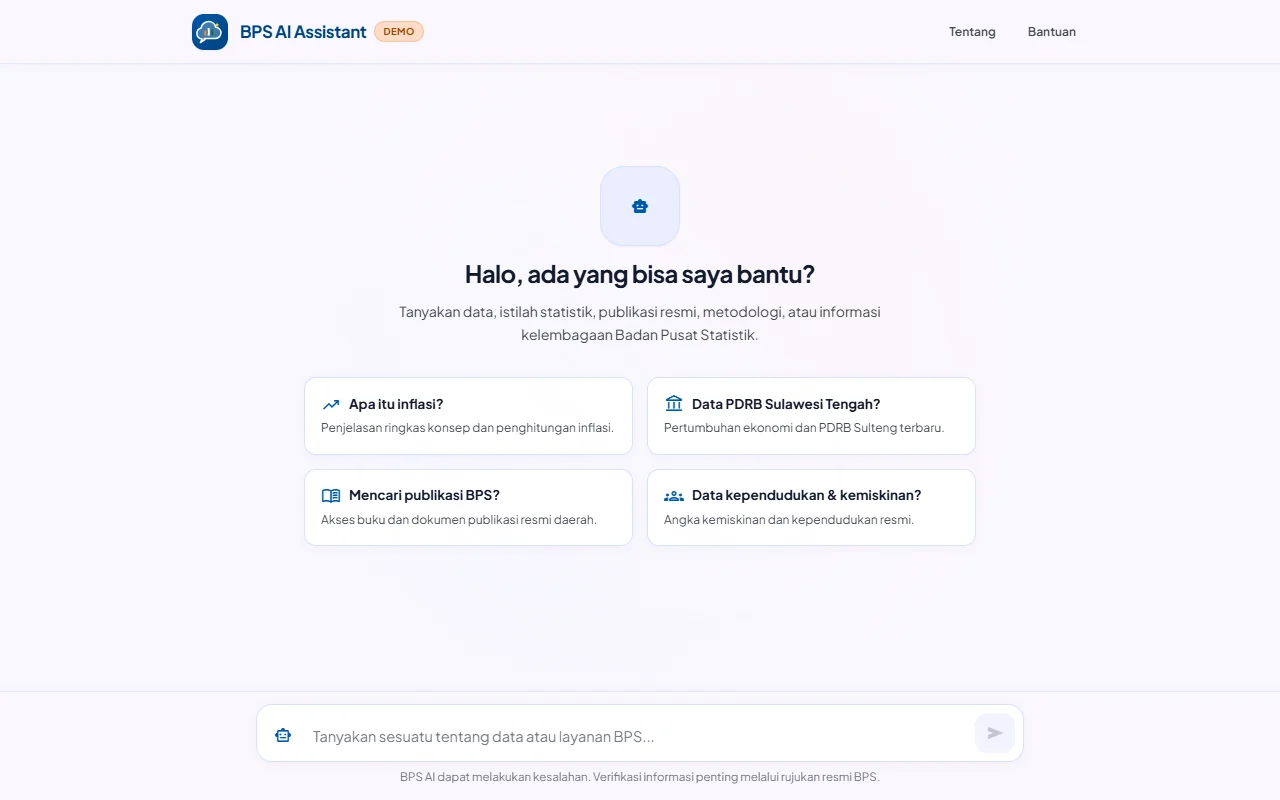 BPS AI Assistant DEMO
Tentang Bantuan
Halo, ada yang bisa saya bantu?
Tanyakan data, istilah statistik, publikasi resmi, metodologi, atau informasi
kelembagaan Badan Pusat Statistik.
Apa itu inflasi?
Penjelasan ringkas konsep dan penghitungan inflasi.
Data PDRB Sulawesi Tengah?
Pertumbuhan ekonomi dan PDRB Sulteng terbaru.
Mencari publikasi BPS?
Akses buku dan dokumen publikasi resmi daerah.
Data kependudukan & kemiskinan?
Angka kemiskinan dan kependudukan resmi.
Tanyakan sesuatu tentang data atau layanan BPS...
BPS AI dapat melakukan kesalahan. Verifikasi informasi penting melalui rujukan resmi BPS.